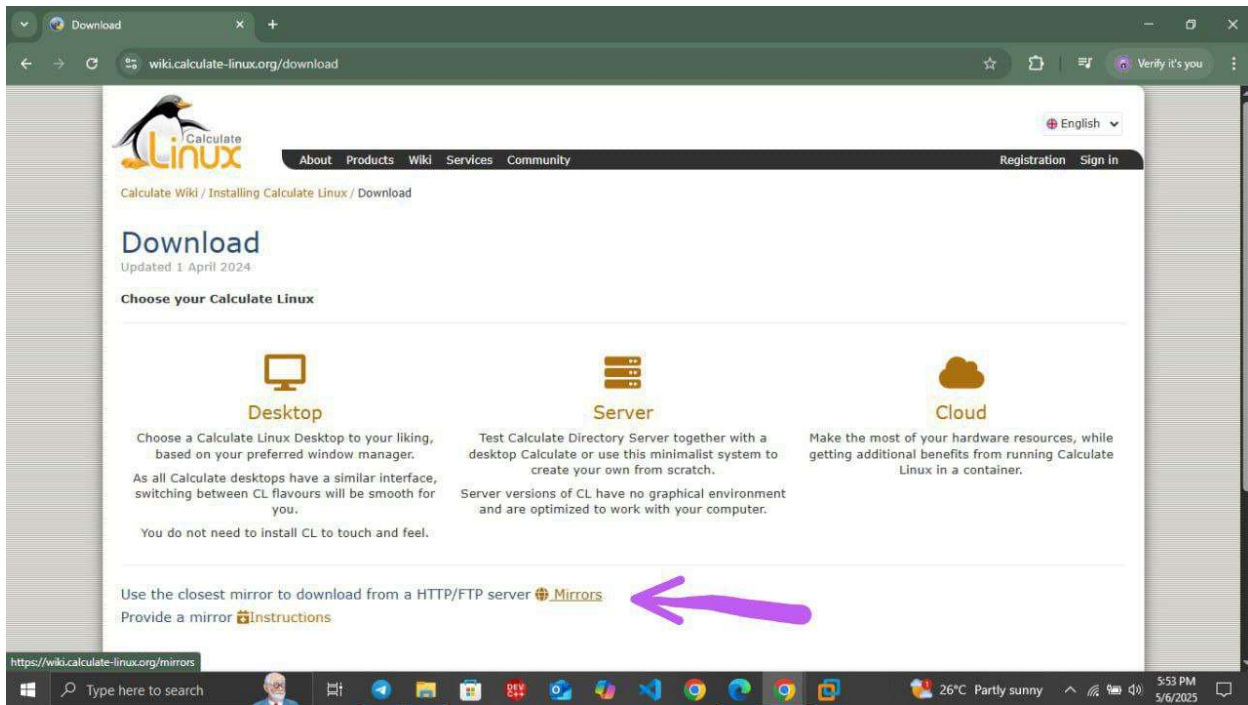 Download
wiki.calculate-linux.org/download
Verify it's you
Calculate
Linux
English
About Products Wiki Services Community
Registration Sign in
Calculate Wiki / Installing Calculate Linux / Download
Download
Updated 1 April 2024
Choose your Calculate Linux
Desktop
Choose a Calculate Linux Desktop to your liking,
based on your preferred window manager.
As all Calculate desktops have a similar interface,
switching between CL flavours will be smooth for
you.
You do not need to install CL to touch and feel.
Server
Test Calculate Directory Server together with a
desktop Calculate or use this minimalist system to
create your own from scratch.
Server versions of CL have no graphical environment
and are optimized to work with your computer.
Cloud
Make the most of your hardware resources, while
getting additional benefits from running Calculate
Linux in a container.
Use the closest mirror to download from a HTTP/FTP server Mirrors
Provide a mirror Instructions
https://wiki.calculate-linux.org/mirrors
Type here to search
DEV
C++
26°C Partly sunny
5:53 PM
5/6/2025